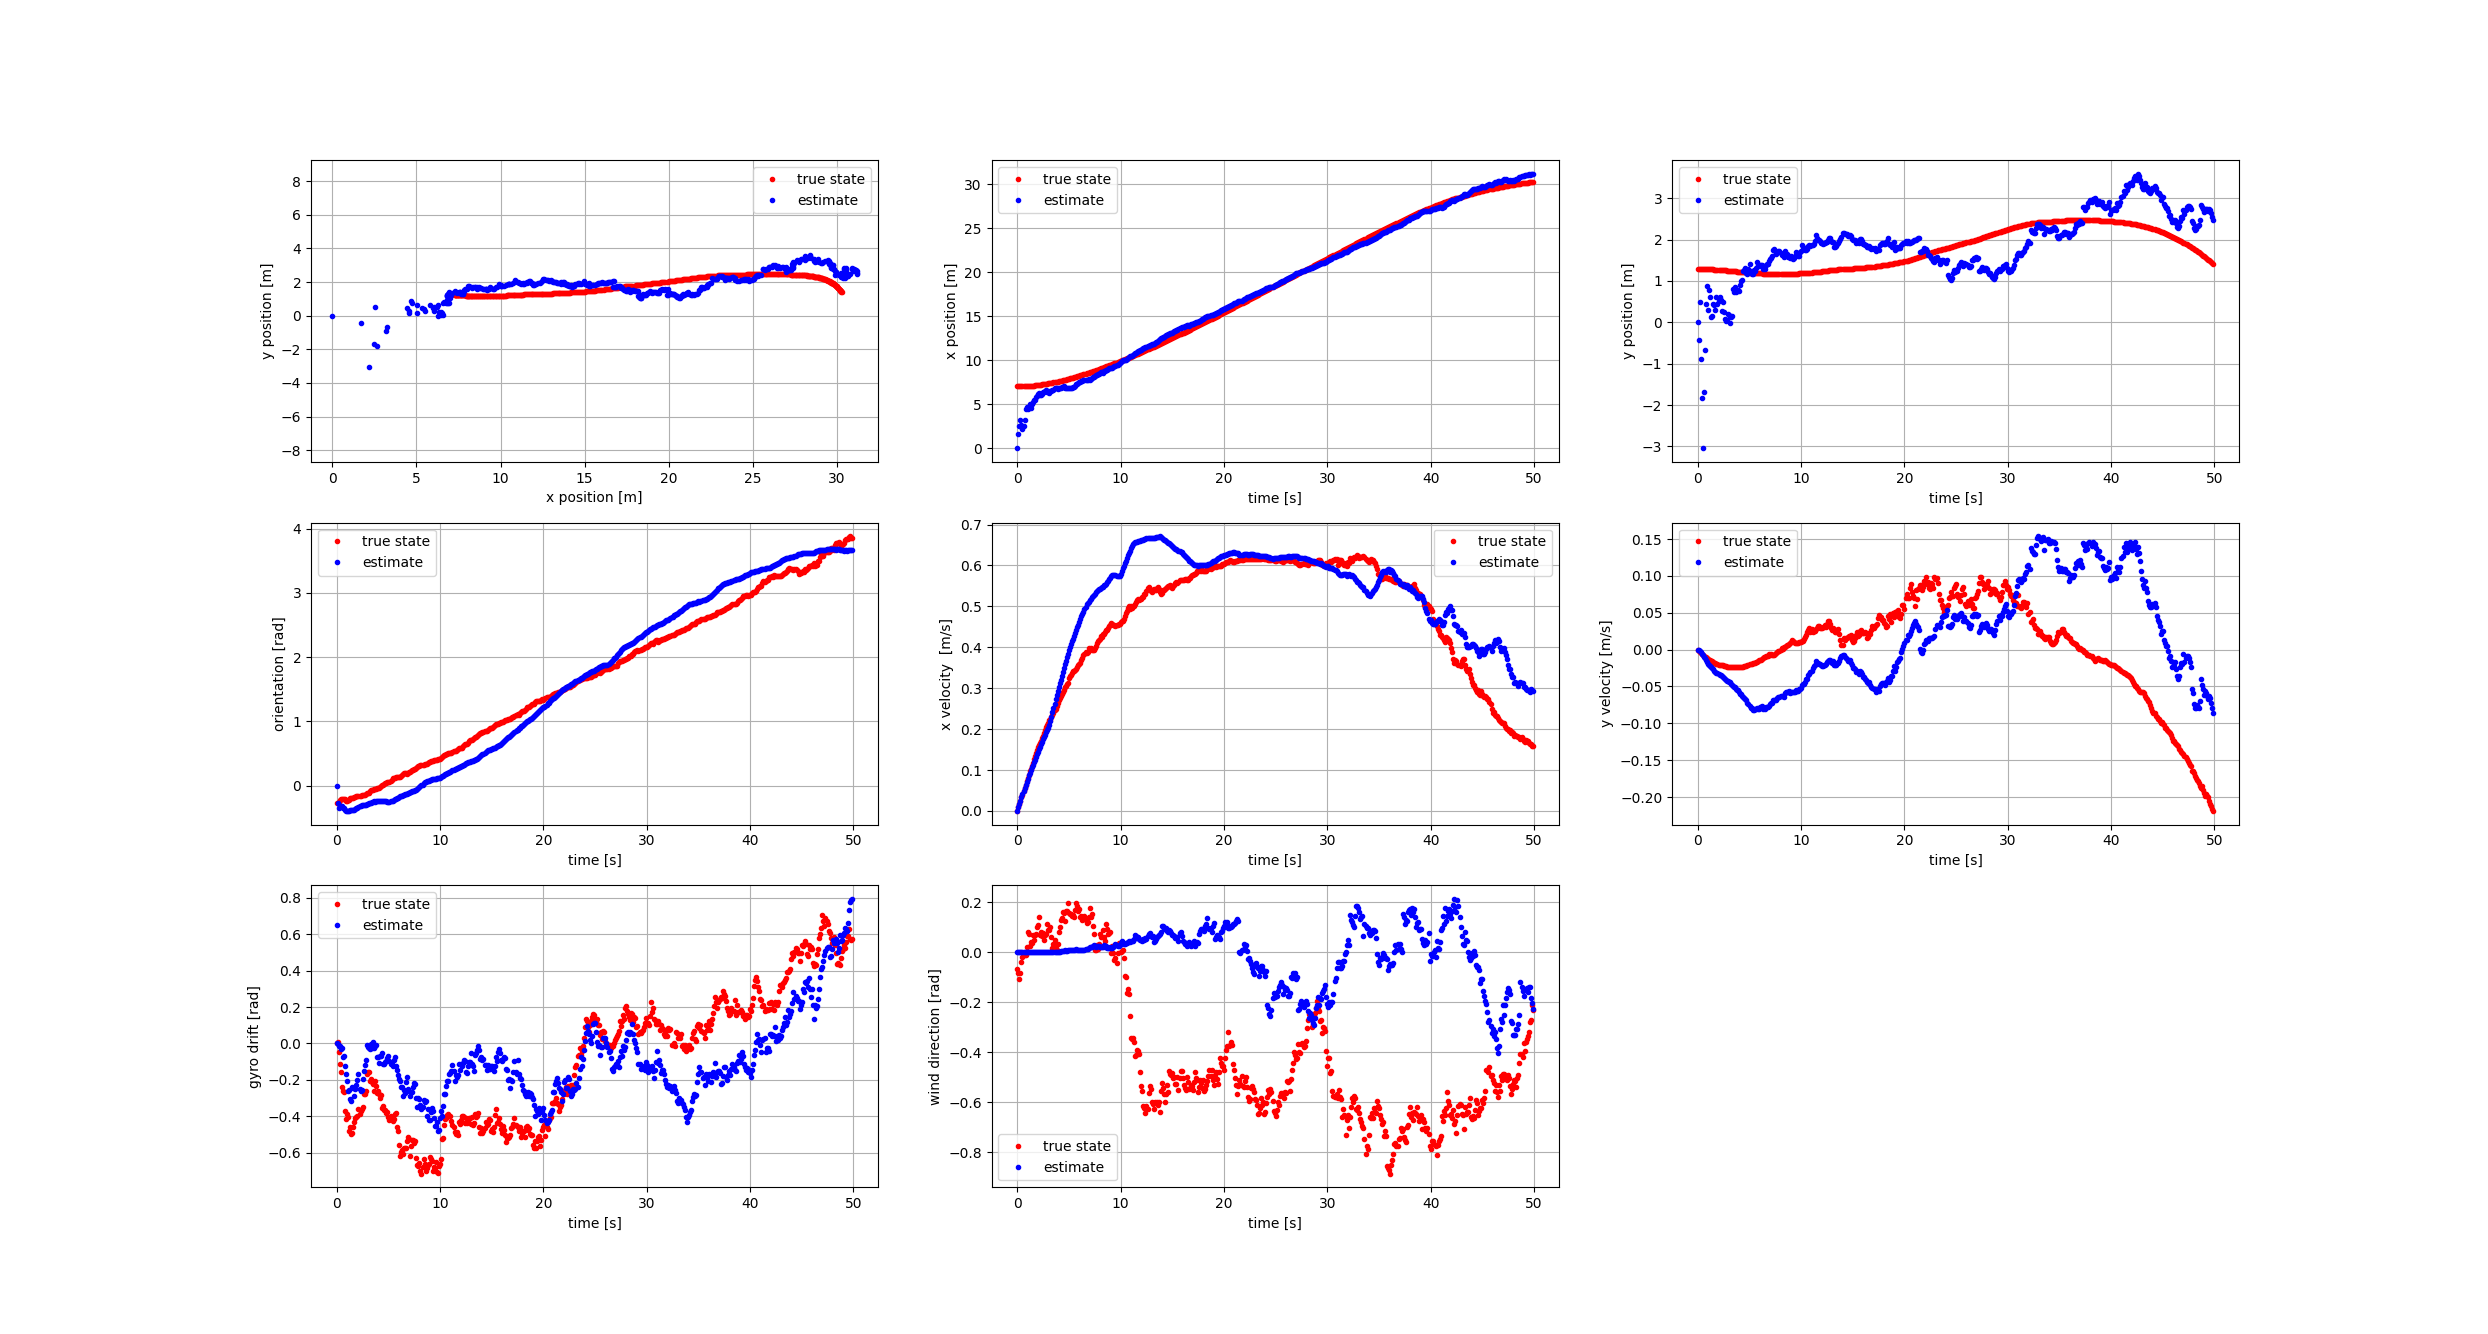 true state
estimate
8
6
4
2
0
−2
−4
−6
−8
y position [m]
0 5 10 15 20 25 30
x position [m]
true state
estimate
30
25
20
15
10
5
0
x position [m]
0 10 20 30 40 50
time [s]
true state
estimate
3
2
1
0
−1
−2
−3
y position [m]
0 10 20 30 40 50
time [s]
true state
estimate
4
3
2
1
0
orientation [rad]
0 10 20 30 40 50
time [s]
true state
estimate
0.7
0.6
0.5
0.4
0.3
0.2
0.1
0.0
x velocity [m/s]
0 10 20 30 40 50
time [s]
true state
estimate
0.15
0.10
0.05
0.00
−0.05
−0.10
−0.15
−0.20
y velocity [m/s]
0 10 20 30 40 50
time [s]
true state
estimate
0.8
0.6
0.4
0.2
0.0
−0.2
−0.4
−0.6
gyro drift [rad]
0 10 20 30 40 50
time [s]
0.2
0.0
−0.2
−0.4
−0.6
−0.8
wind direction [rad]
true state
estimate
0 10 20 30 40 50
time [s]